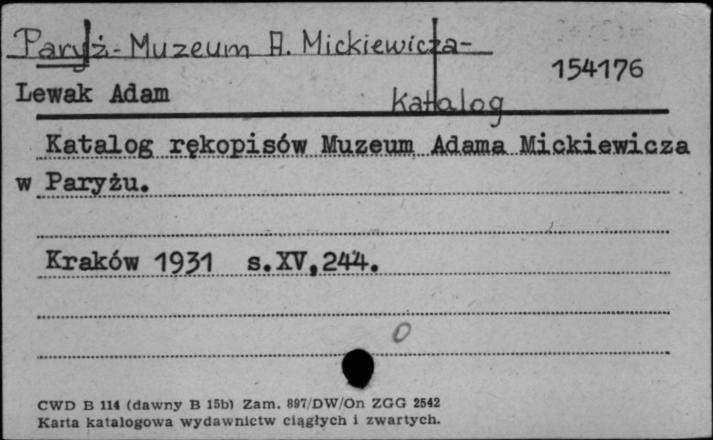 Paryż - Muzeum A. Mickiewicza -
154176
Lewak Adam
Katalog
Katalog rękopisów Muzeum Adama Mickiewicza
w Paryżu.
Kraków 1931 s.XV,244.
0
CWD B 114 (dawny B 15b) Zam. 897/DW/On ZGG 2542
Karta katalogowa wydawnictw ciągłych i zwartych.